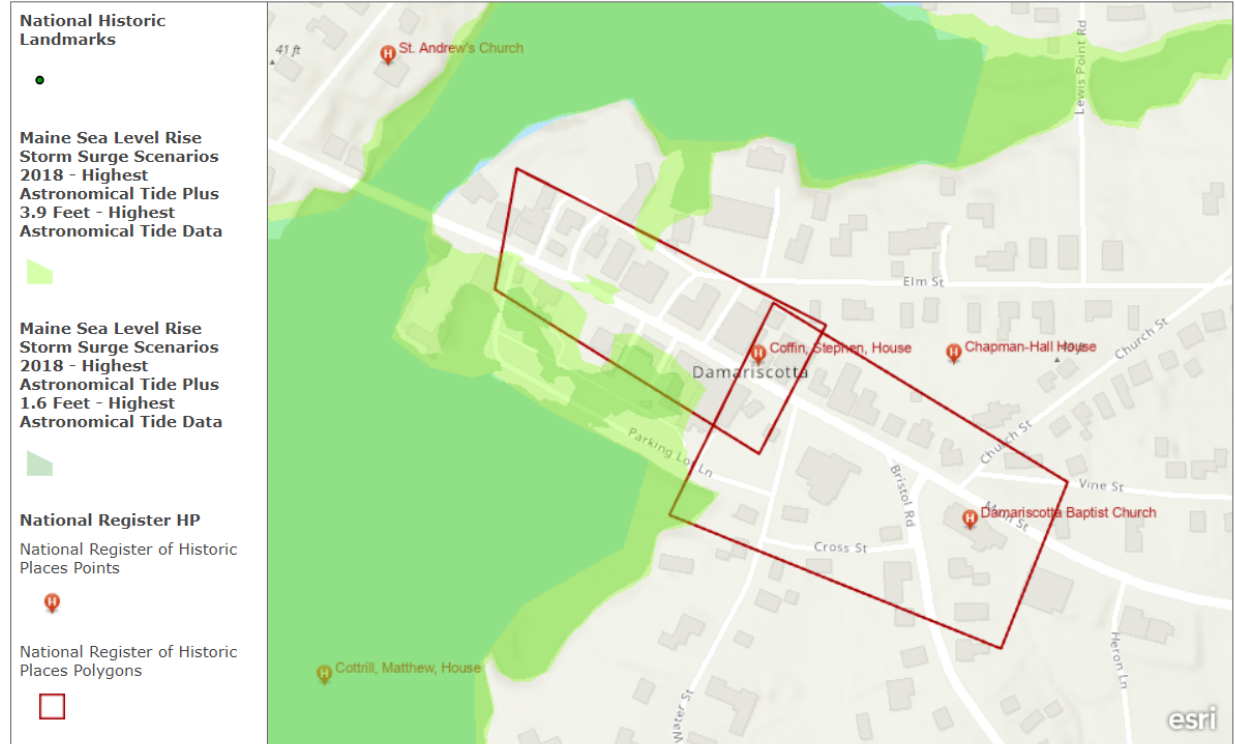 National Historic
Landmarks
Maine Sea Level Rise
Storm Surge Scenarios
2018 - Highest
Astronomical Tide Plus
3.9 Feet - Highest
Astronomical Tide Data
Maine Sea Level Rise
Storm Surge Scenarios
2018 - Highest
Astronomical Tide Plus
1.6 Feet - Highest
Astronomical Tide Data
National Register HP
National Register of Historic
Places Points
H
National Register of Historic
Places Polygons
41 ft
H St. Andrew's Church
Lewis Point Rd
Elm St
Church St
H Coffin, Stephen, House
H Chapman-Hall House
Damariscotta
Church St
Parking Lot Ln
Bristol Rd
Vine St
Main St
H Damariscotta Baptist Church
Cross St
Heron Ln
H Cottrill, Matthew, House
Water St
esri